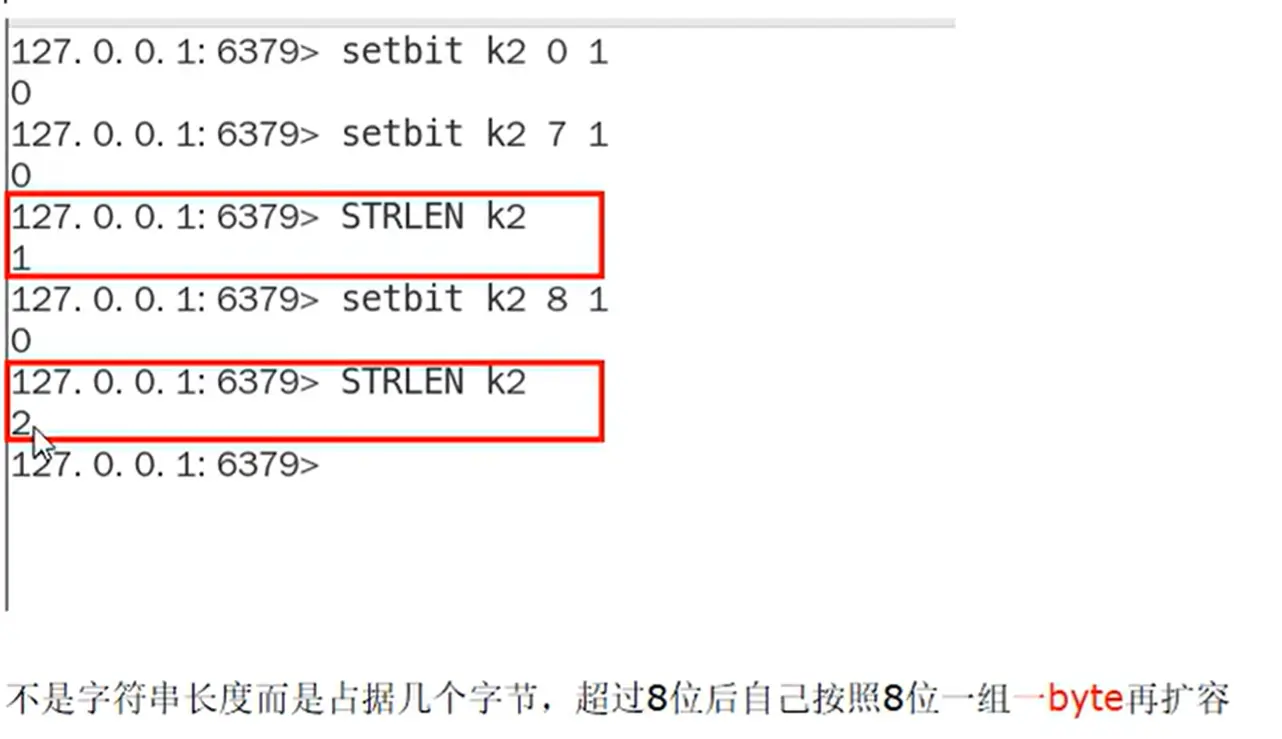 127.0.0.1:6379> setbit k2 0 1
0
127.0.0.1:6379> setbit k2 7 1
0
127.0.0.1:6379> STRLEN k2
1
127.0.0.1:6379> setbit k2 8 1
0
127.0.0.1:6379> STRLEN k2
2
127.0.0.1:6379>
不是字符串长度而是占据几个字节，超过8位后自己按照8位一组一byte再扩容